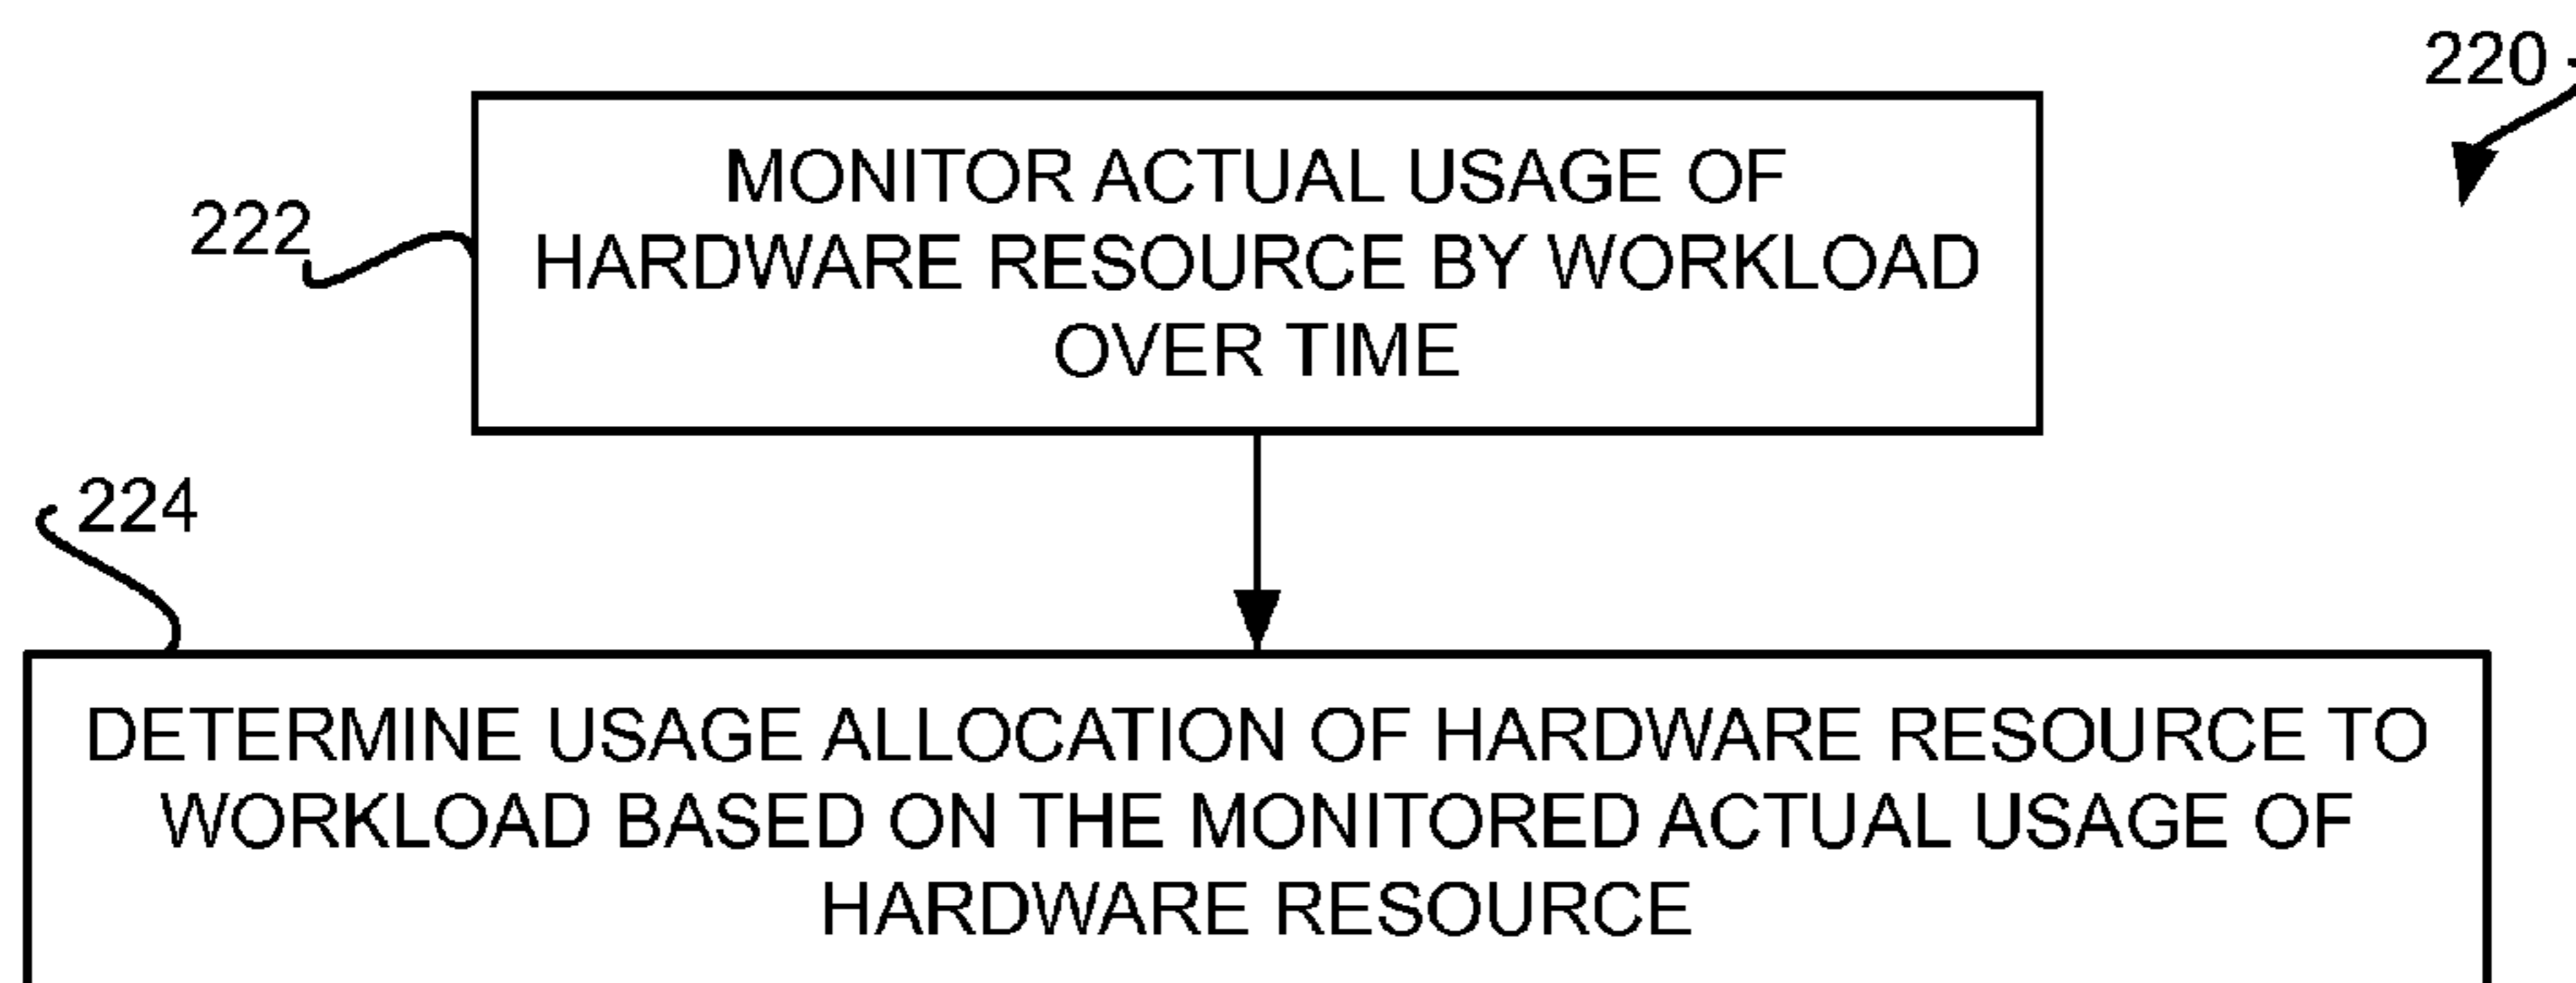 220
MONITOR ACTUAL USAGE OF
HARDWARE RESOURCE BY WORKLOAD
OVER TIME
222
224
DETERMINE USAGE ALLOCATION OF HARDWARE RESOURCE TO
WORKLOAD BASED ON THE MONITORED ACTUAL USAGE OF
HARDWARE RESOURCE